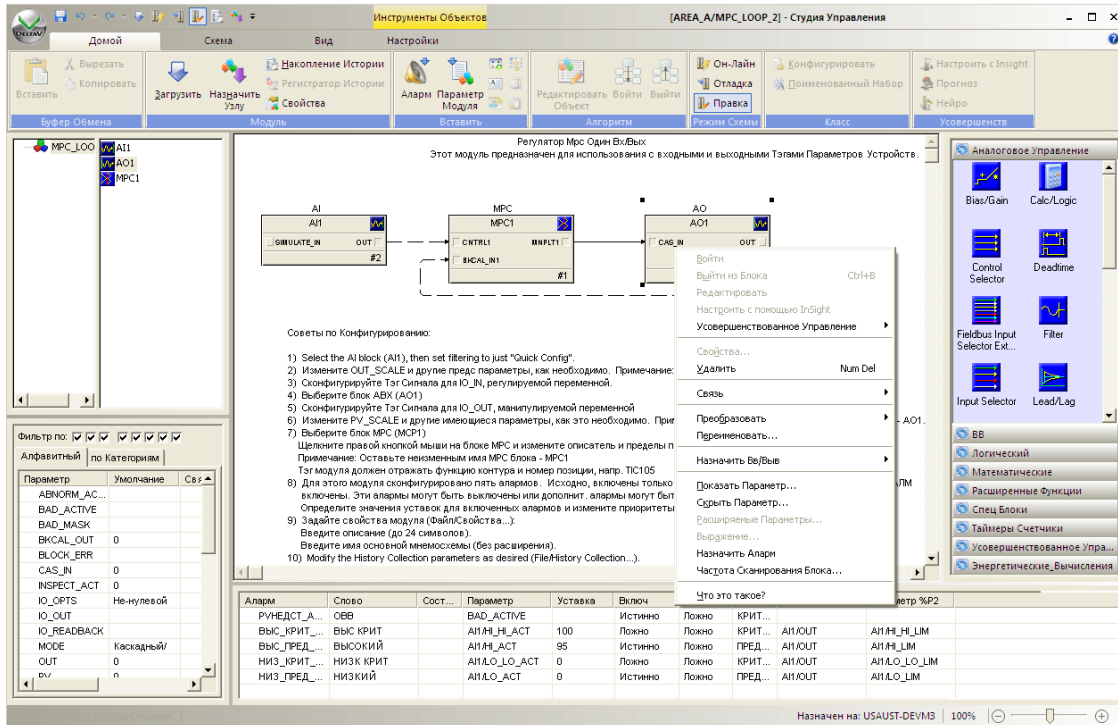 Инструменты Объектов
[AREA_A/MPC_LOOP_2] - Студия Управления
DELTAV
Домой Схема Вид Настройки
Вставить
Вырезать
Копировать
Буфер Обмена
Загрузить
Назначить Узлу
Накопление Истории
Регистратор Истории
Свойства
Модуль
Аларм
Параметр Модуля
Вставить
Редактировать Объект
Войти
Выйти
Алгоритм
Он-Лайн
Отладка
Правка
Режим Схемы
Конфигурировать
Поименованный Набор
Класс
Настроить с Insight
Прогноз
Нейро
Усовершенств
MPC_LOO
AI1
AO1
MPC1
Регулятор Мрс Один Вх/Вых
Этот модуль предназначен для использования с входными и выходными Тэгами Параметров Устройств.
AI
AI1
SIMULATE_IN OUT
#2
MPC
MPC1
CNTRL1 MNPLT1
BKCAL_IN1
#1
AO
AO1
CAS_IN OUT
Советы по Конфигурированию:
1) Select the AI block (AI1), then set filtering to just "Quick Config".
2) Измените OUT_SCALE и другие предс параметры, как необходимо. Примечание:
3) Сконфигурируйте Тэг Сигнала для IO_IN, регулируемой переменной.
4) Выберите блок АВХ (AO1)
5) Сконфигурируйте Тэг Сигнала для IO_OUT, манипулируемой переменной
6) Измените PV_SCALE и другие имеющиеся параметры, как это необходимо. При - AO1.
7) Выберите блок MPC (MCP1)
Щелкните правой кнопкой мыши на блоке MPC и измените описатель и пределы п
Примечание: Оставьте неизменным имя MPC блока - MPC1
Тэг модуля должен отражать функцию контура и номер позиции, напр. TIC105
8) Для этого модуля сконфигурировано пять алармов. Исходно, включены только АЛМ
включены. Эти алармы могут быть выключены или дополнит. алармы могут быт
Определите значения уставок для включенных алармов и измените приоритеты
9) Задайте свойства модуля (Файл/Свойства...):
Введите описание (до 24 символов).
Введите имя основной мнемосхемы (без расширения).
10) Modify the History Collection parameters as desired (File/History Collection...).
Войти
Выйти из Блока Ctrl+B
Редактировать
Настроить с помощью InSight
Усовершенствованное Управление
Свойства...
Удалить Num Del
Связь
Преобразовать
Переименовать...
Назначить Вв/Выв
Показать Параметр...
Скрыть Параметр...
Расширяемые Параметры...
Выражение...
Назначить Аларм
Частота Сканирования Блока...
Что это такое?
Аналоговое Управление
Bias/Gain Calc/Logic
Control Selector Deadtime
Fieldbus Input Selector Ext... Filter
Input Selector Lead/Lag
ВВ
Логический
Математические
Расширенные Функции
Спец Блоки
Таймеры Счетчики
Усовершенствованное Упра...
Энергетические_Вычисления
Фильтр по:
Алфавитный по Категориям
Параметр Умолчание Свя
ABNORM_AC...
BAD_ACTIVE
BAD_MASK
BKCAL_OUT 0
BLOCK_ERR
CAS_IN 0
INSPECT_ACT 0
IO_OPTS Не-нулевой
IO_OUT
IO_READBACK
MODE Каскадный/
OUT 0
PV 0
Аларм Слово Сост... Параметр Уставка Включ етр %P2
PVНЕДСТ_А... ОВВ BAD_ACTIVE Истинно Ложно КРИТ...
ВЫС_КРИТ_... ВЫС КРИТ AI1/HI_HI_ACT 100 Ложно Ложно КРИТ... AI1/OUT AI1/HI_HI_LIM
ВЫС_ПРЕД_... ВЫСОКИЙ AI1/HI_ACT 95 Истинно Ложно ПРЕД... AI1/OUT AI1/HI_LIM
НИЗ_КРИТ_... НИЗК КРИТ AI1/LO_LO_ACT 0 Ложно Ложно КРИТ... AI1/OUT AI1/LO_LO_LIM
НИЗ_ПРЕД_... НИЗКИЙ AI1/LO_ACT 0 Истинно Ложно ПРЕД... AI1/OUT AI1/LO_LIM
Назначен на: USAUST-DEVM3 100%